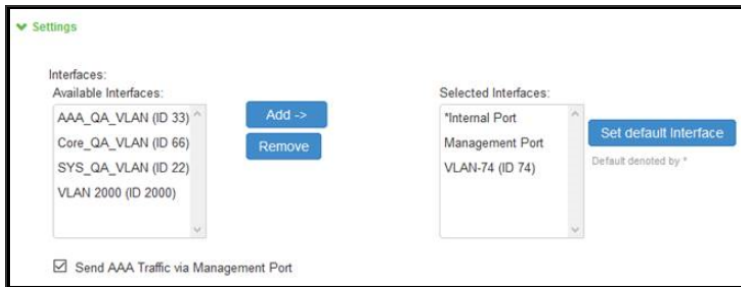 Settings
Interfaces:
Available Interfaces:
AAA_QA_VLAN (ID 33)
Core_QA_VLAN (ID 66)
SYS_QA_VLAN (ID 22)
VLAN 2000 (ID 2000)
Add ->
Remove
Selected Interfaces:
*Internal Port
Management Port
VLAN-74 (ID 74)
Set default Interface
Default denoted by *
Send AAA Traffic via Management Port